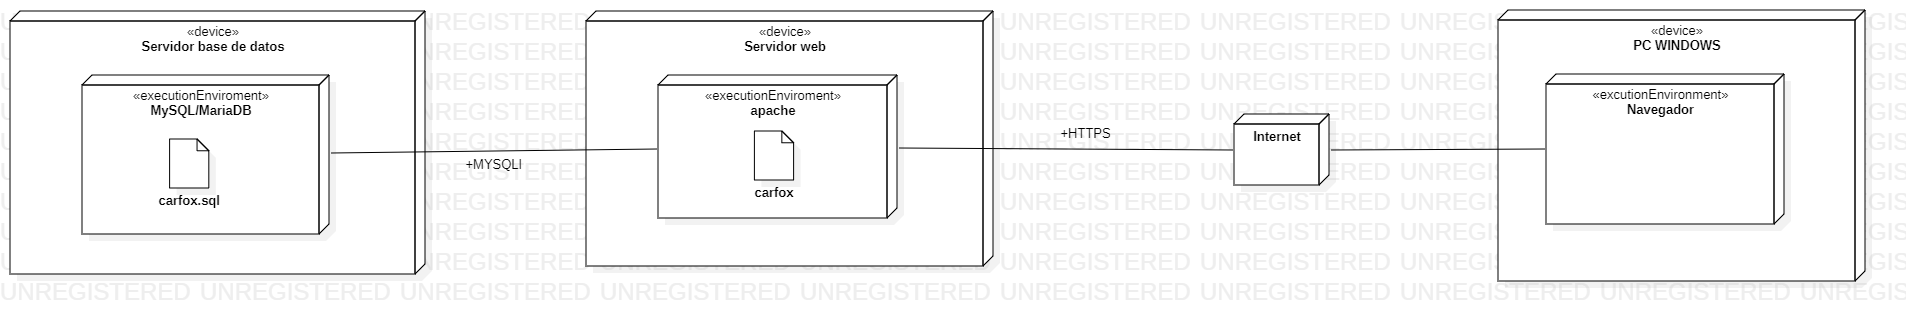 «device»
Servidor base de datos
«executionEnviroment»
MySQL/MariaDB
carfox.sql
+MYSQLI
«device»
Servidor web
«executionEnviroment»
apache
carfox
+HTTPS
Internet
«device»
PC WINDOWS
«excutionEnvironment»
Navegador
UNREGISTERED UNREGISTERED UNREGISTERED UNREGISTERED UNREGISTERED UNREGISTERED UNREGISTERED UNREGISTERED UNREGISTERED